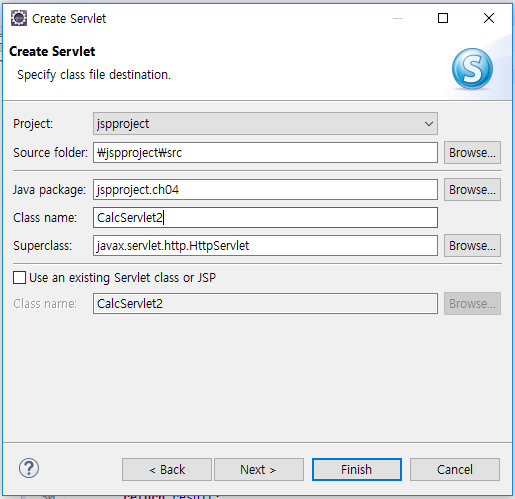 Create Servlet
Create Servlet
Specify class file destination.
S
Project: jspproject
Source folder: ₩jspproject₩src Browse...
Java package: jspproject.ch04 Browse...
Class name: CalcServlet2
Superclass: javax.servlet.http.HttpServlet Browse...
Use an existing Servlet class or JSP
Class name: CalcServlet2 Browse...
? < Back Next > Finish Cancel